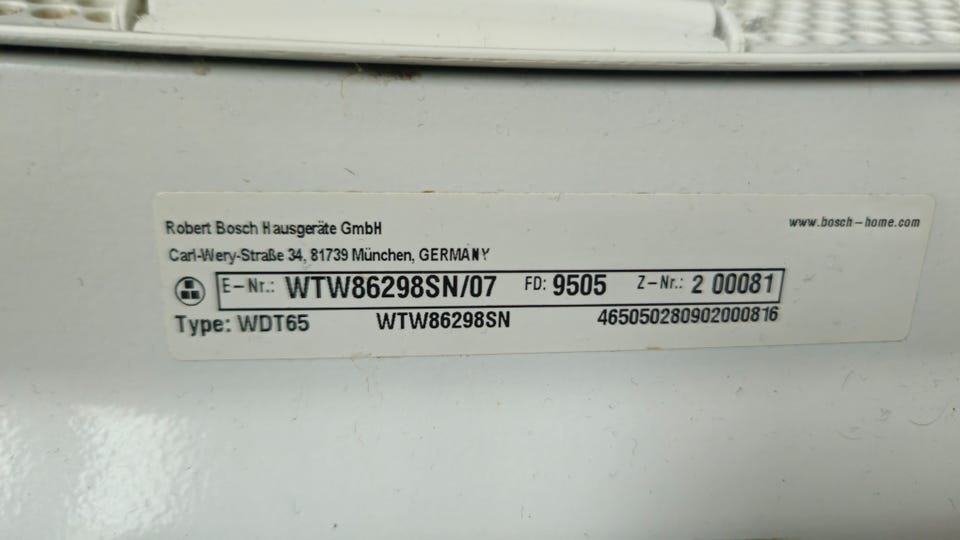 Robert Bosch Hausgeräte GmbH
www.bosch-home.com
Carl-Wery-Straße 34, 81739 München, GERMANY
E-Nr.: WTW86298SN/07 FD: 9505 Z-Nr.: 2 00081
Type: WDT65 WTW86298SN 465050280902000816